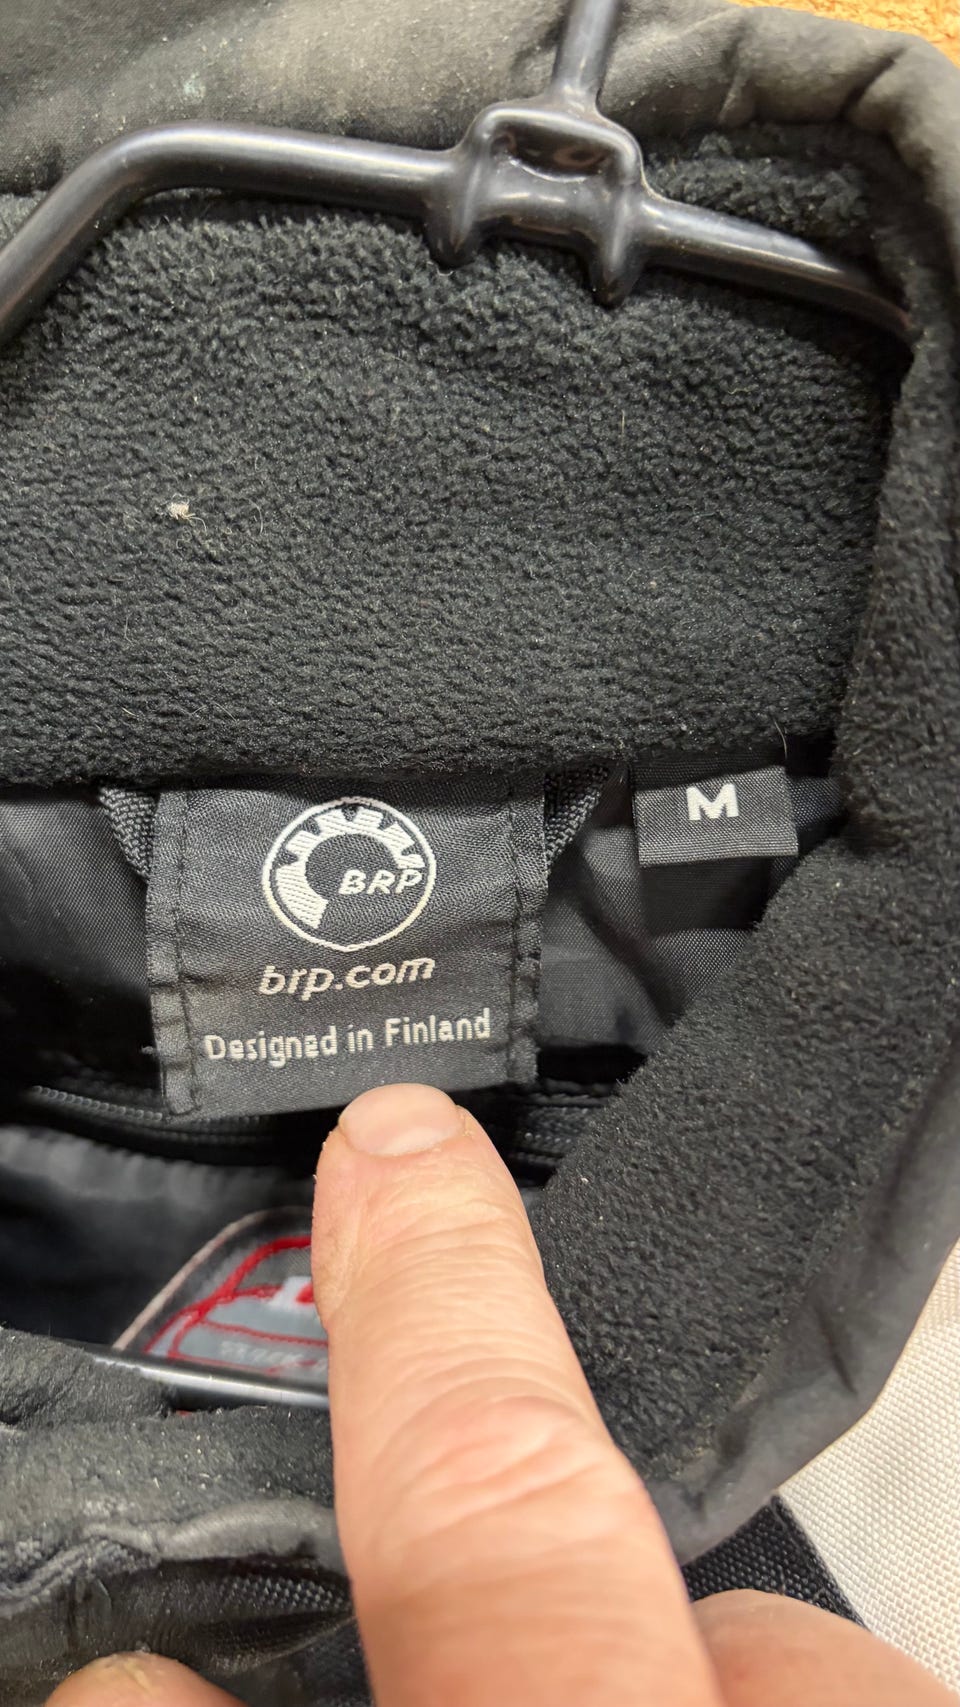 BRP
M
brp.com
Designed in Finland